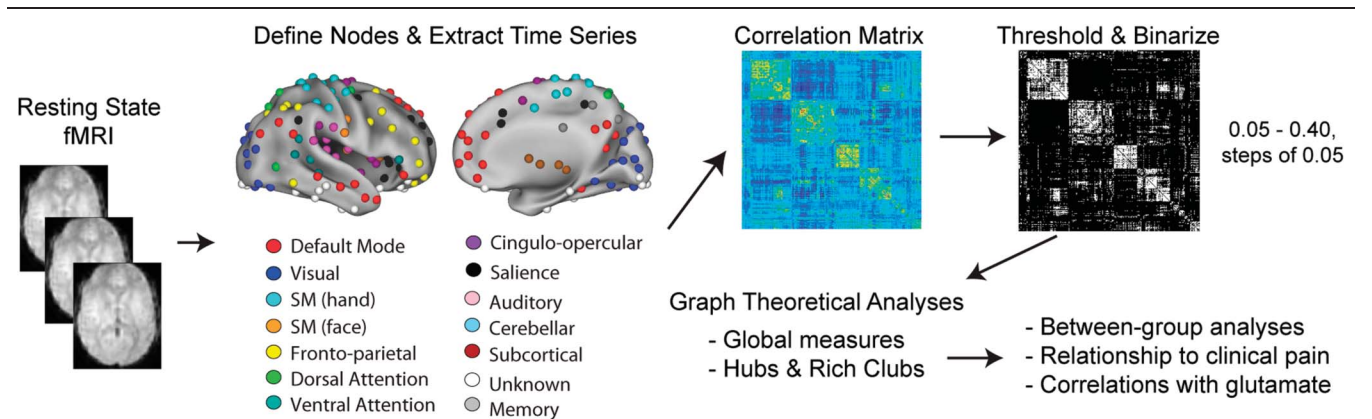 Define Nodes & Extract Time Series
Correlation Matrix
Threshold & Binarize
Resting State
fMRI
0.05 - 0.40,
steps of 0.05
Default Mode
Visual
SM (hand)
SM (face)
Fronto-parietal
Dorsal Attention
Ventral Attention
Cingulo-opercular
Salience
Auditory
Cerebellar
Subcortical
Unknown
Memory
Graph Theoretical Analyses
- Global measures
- Hubs & Rich Clubs
- Between-group analyses
- Relationship to clinical pain
- Correlations with glutamate